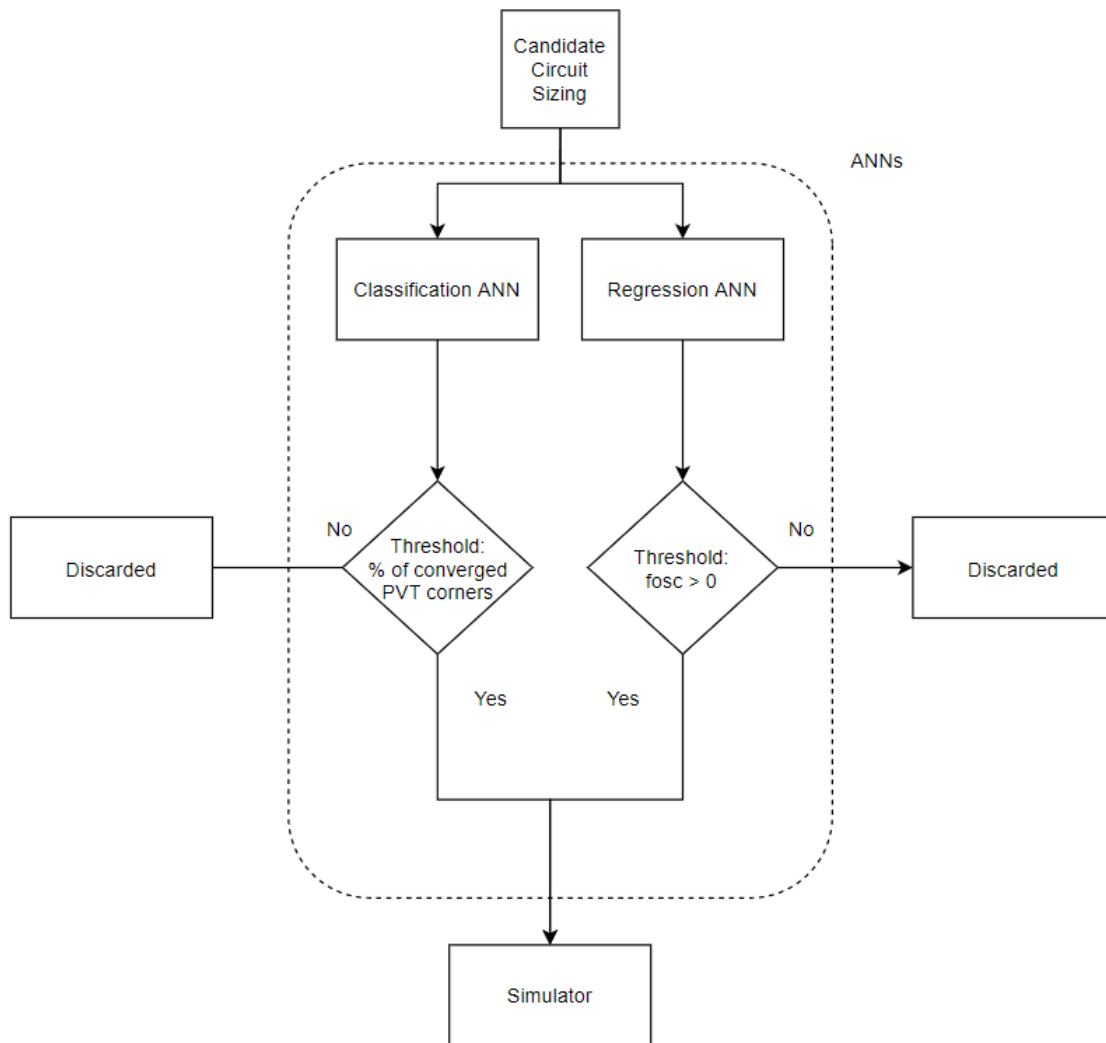 Candidate
Circuit
Sizing
ANNs
Classification ANN
Regression ANN
No
No
Discarded
Threshold:
% of converged
PVT corners
Threshold:
fosc > 0
Discarded
Yes
Yes
Simulator